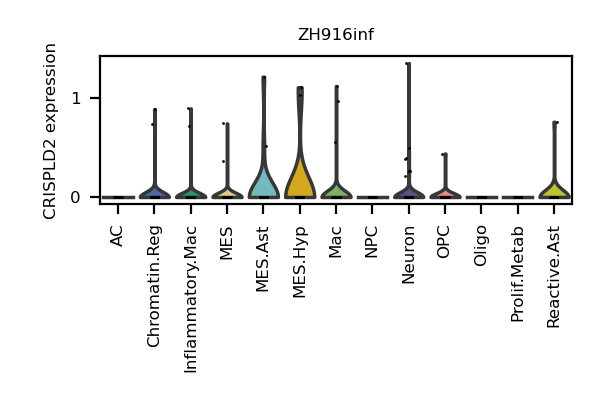 ZH916inf
CRISPLD2 expression
1
0
AC
Chromatin.Reg
Inflammatory.Mac
MES
MES.Ast
MES.Hyp
Mac
NPC
Neuron
OPC
Oligo
Prolif.Metab
Reactive.Ast